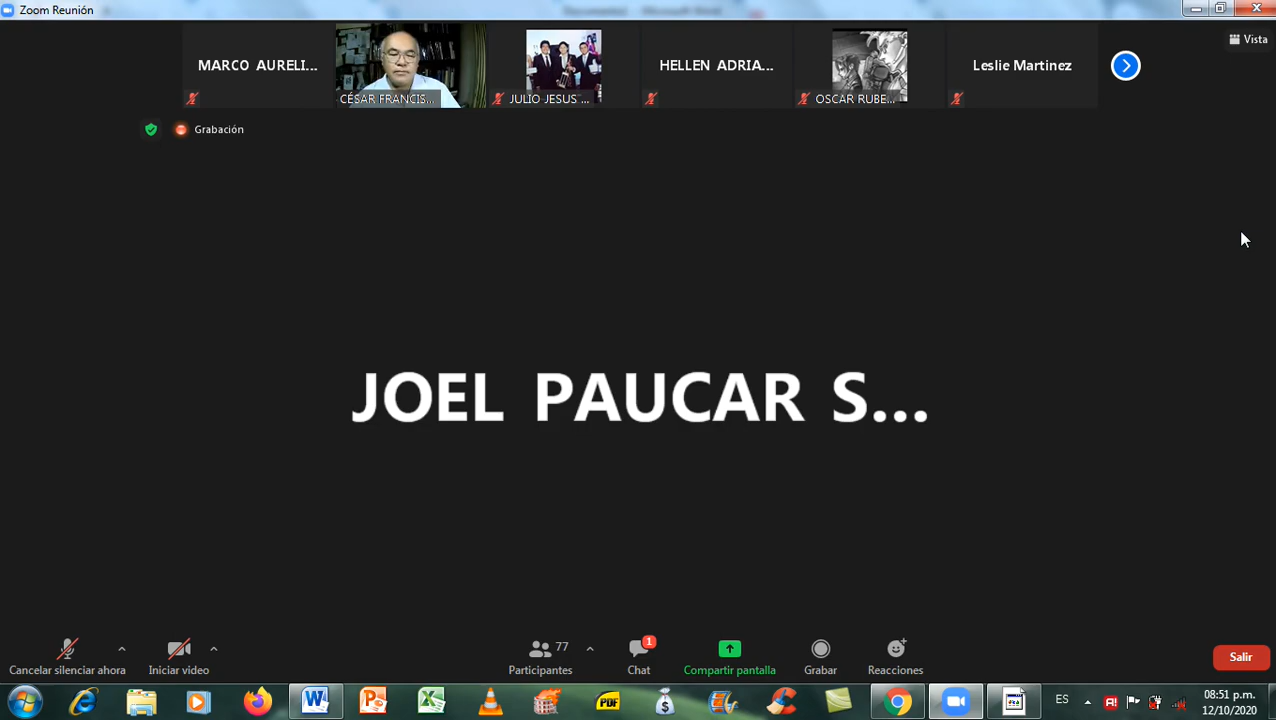 Zoom Reunión
Vista
MARCO AURELI...
CÉSAR FRANCIS...
JULIO JESUS ...
HELLEN ADRIA...
OSCAR RUBE...
Leslie Martinez
Grabación
JOEL PAUCAR S...
Cancelar silenciar ahora
Iniciar video
77
Participantes
1
Chat
Compartir pantalla
Grabar
Reacciones
Salir
PDF
ES
08:51 p.m.
12/10/2020